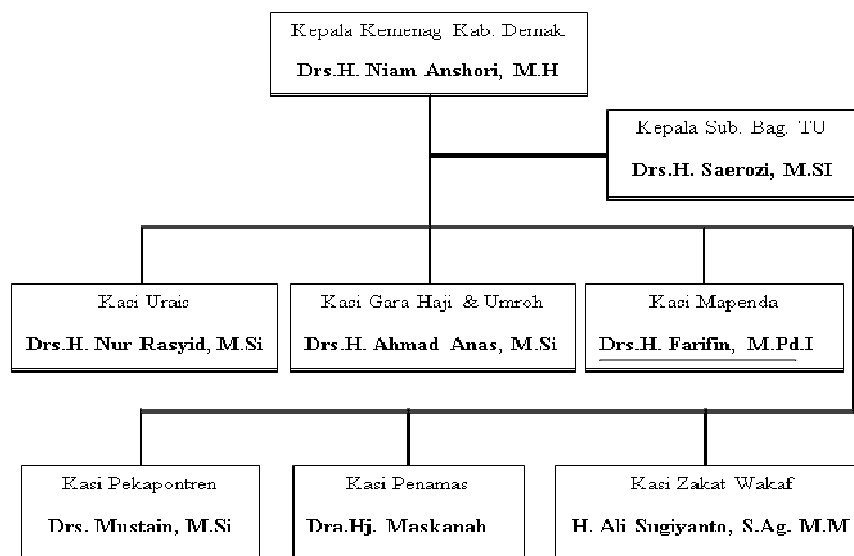 Kepala Kemenag Kab. Demak
Drs.H. Niam Anshori, M.H
Kepala Sub. Bag. TU
Drs.H. Saerozi, M.SI
Kasi Urais
Drs.H. Nur Rasyid, M.Si
Kasi Gara Haji & Umroh
Drs.H. Ahmad Anas, M.Si
Kasi Mapenda
Drs.H. Farifin, M.Pd.I
Kasi Pekapontren
Drs. Mustain, M.Si
Kasi Penamas
Dra.Hj. Maskanah
Kasi Zakat Wakaf
H. Ali Sugiyanto, S.Ag. M.M